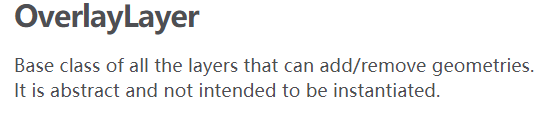 OverlayLayer
Base class of all the layers that can add/remove geometries.
It is abstract and not intended to be instantiated.